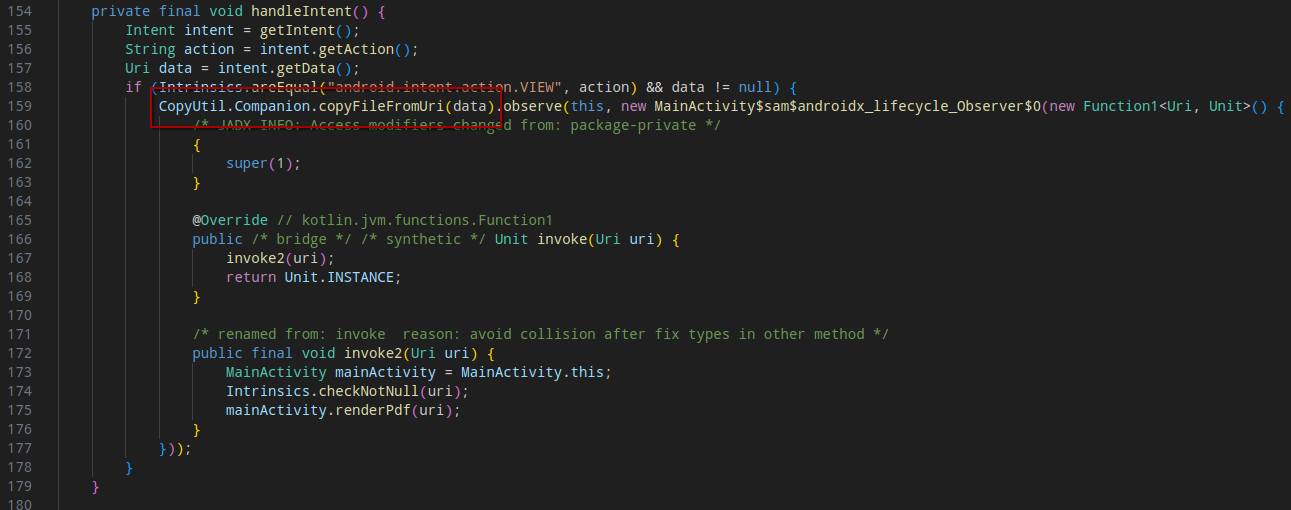 154 private final void handleIntent() {
155 Intent intent = getIntent();
156 String action = intent.getAction();
157 Uri data = intent.getData();
158 if (Intrinsics.areEqual("android.intent.action.VIEW", action) && data != null) {
159 CopyUtil.Companion.copyFileFromUri(data).observe(this, new MainActivity$sam$androidx_lifecycle_Observer$0(new Function1<Uri, Unit>() {
160 /* JADX INFO: Access modifiers changed from: package-private */
161 {
162 super(1);
163 }
164
165 @Override // kotlin.jvm.functions.Function1
166 public /* bridge */ /* synthetic */ Unit invoke(Uri uri) {
167 invoke2(uri);
168 return Unit.INSTANCE;
169 }
170
171 /* renamed from: invoke  reason: avoid collision after fix types in other method */
172 public final void invoke2(Uri uri) {
173 MainActivity mainActivity = MainActivity.this;
174 Intrinsics.checkNotNull(uri);
175 mainActivity.renderPdf(uri);
176 }
177 }));
178 }
179 }
180